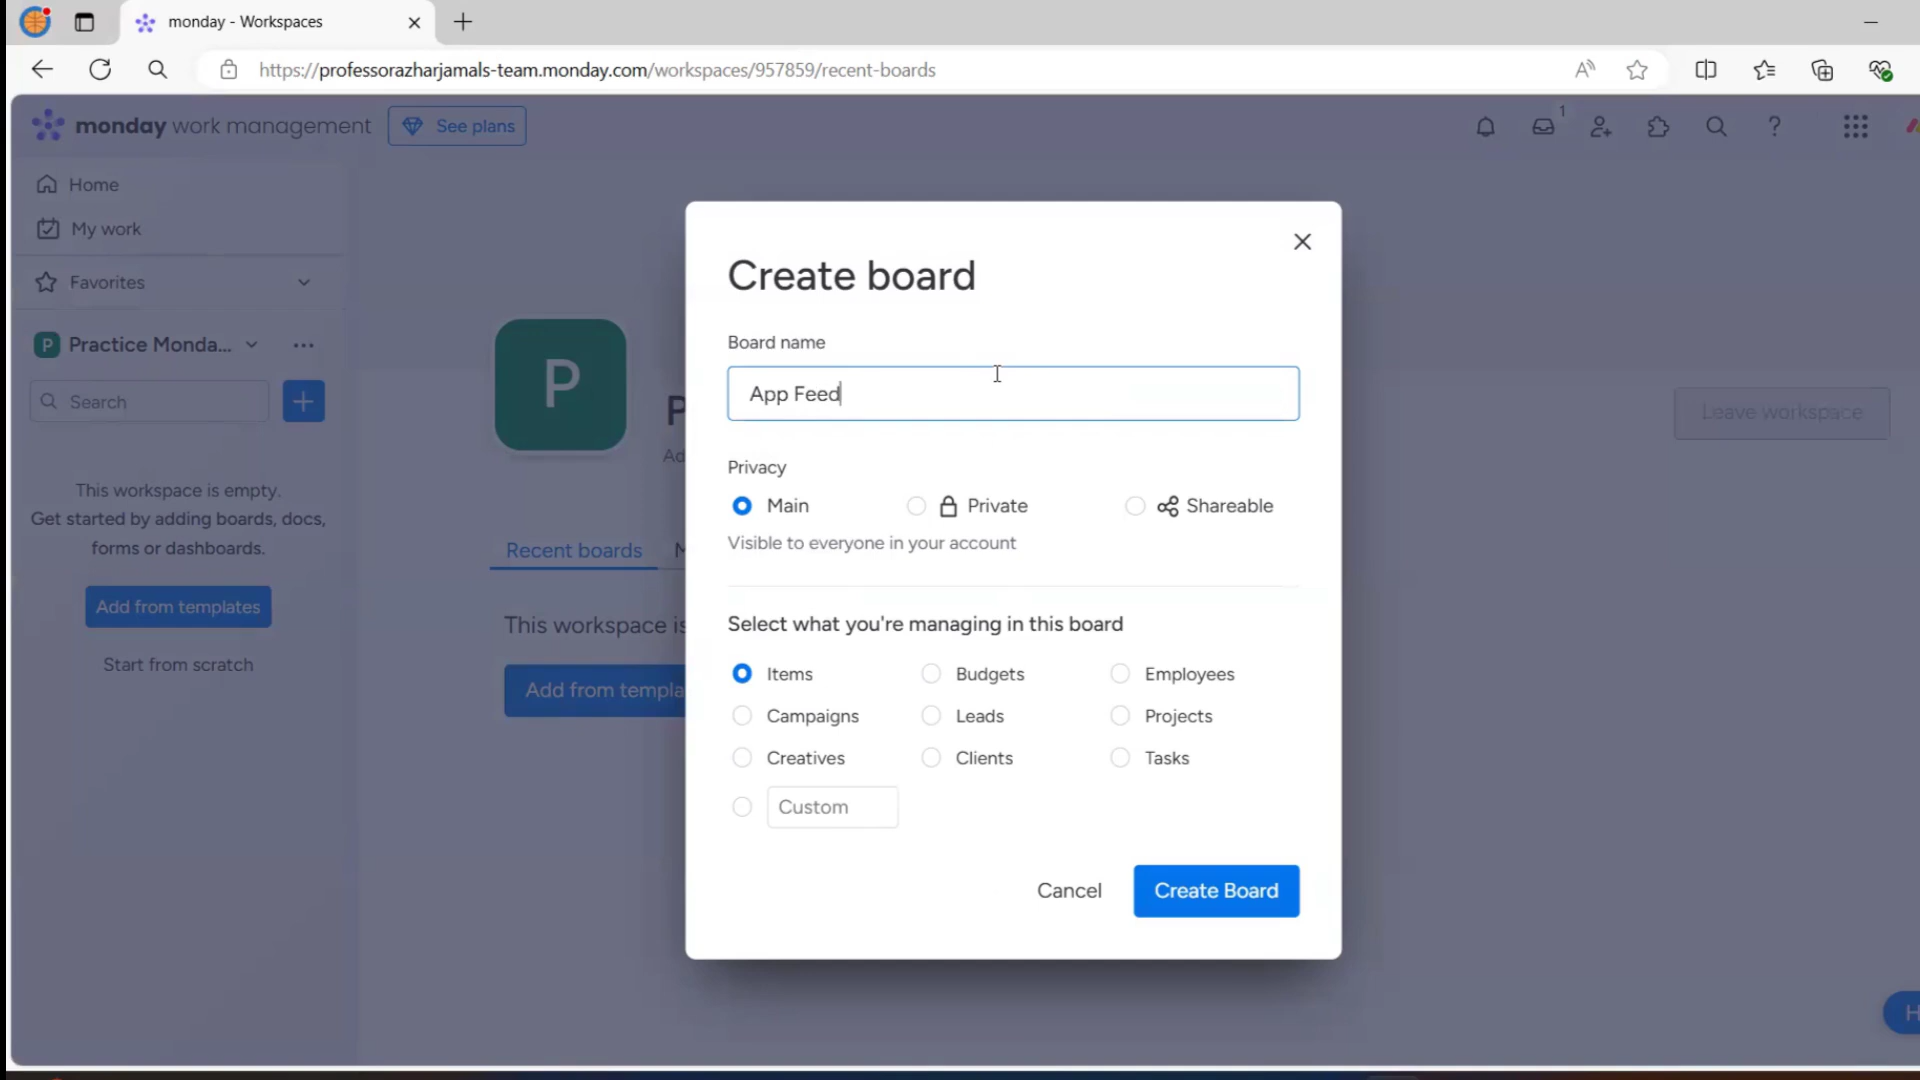 monday - Workspaces
https://professorazharjamals-team.monday.com/workspaces/957859/recent-boards
monday work management
See plans
1
Home
My work
Favorites
P
Practice Monda...
Search
This workspace is empty.
Get started by adding boards, docs,
forms or dashboards.
Add from templates
Start from scratch
P
P
Ad
Recent boards
M
This workspace is
Add from templa
Leave workspace
Create board
Board name
App Feed
Privacy
Main
Private
Shareable
Visible to everyone in your account
Select what you're managing in this board
Items
Budgets
Employees
Campaigns
Leads
Projects
Creatives
Clients
Tasks
Custom
Cancel
Create Board
H